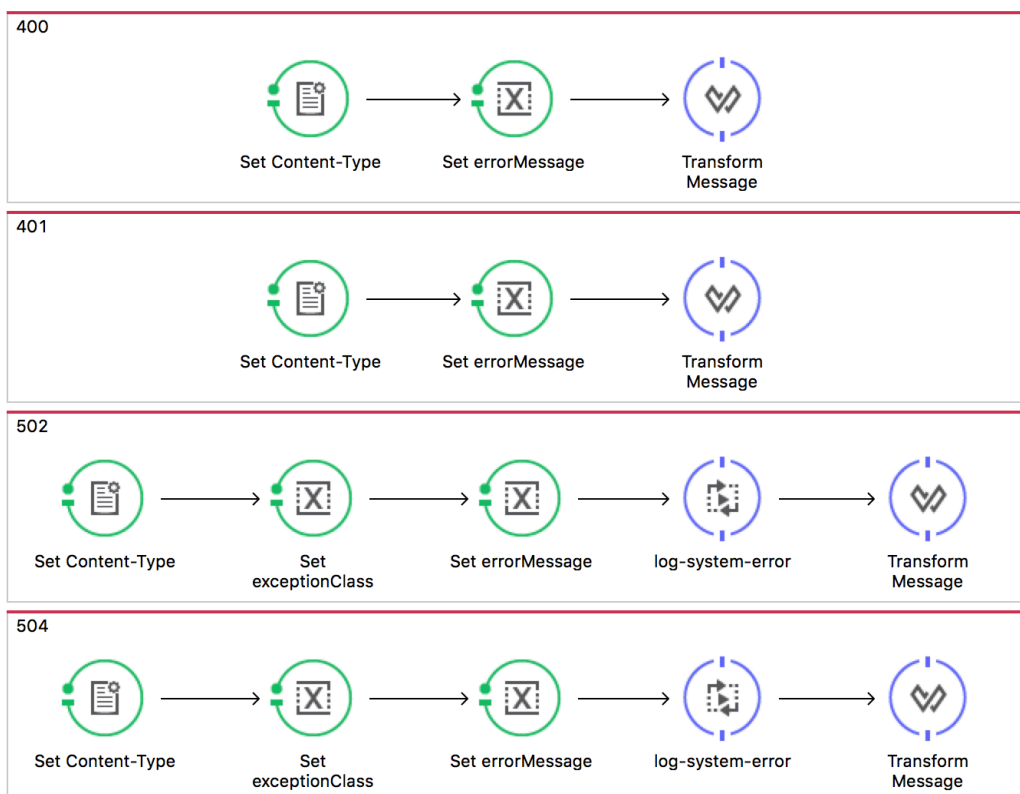 400
Set Content-Type
Set errorMessage
Transform
Message
401
Set Content-Type
Set errorMessage
Transform
Message
502
Set Content-Type
Set
exceptionClass
Set errorMessage
log-system-error
Transform
Message
504
Set Content-Type
Set
exceptionClass
Set errorMessage
log-system-error
Transform
Message